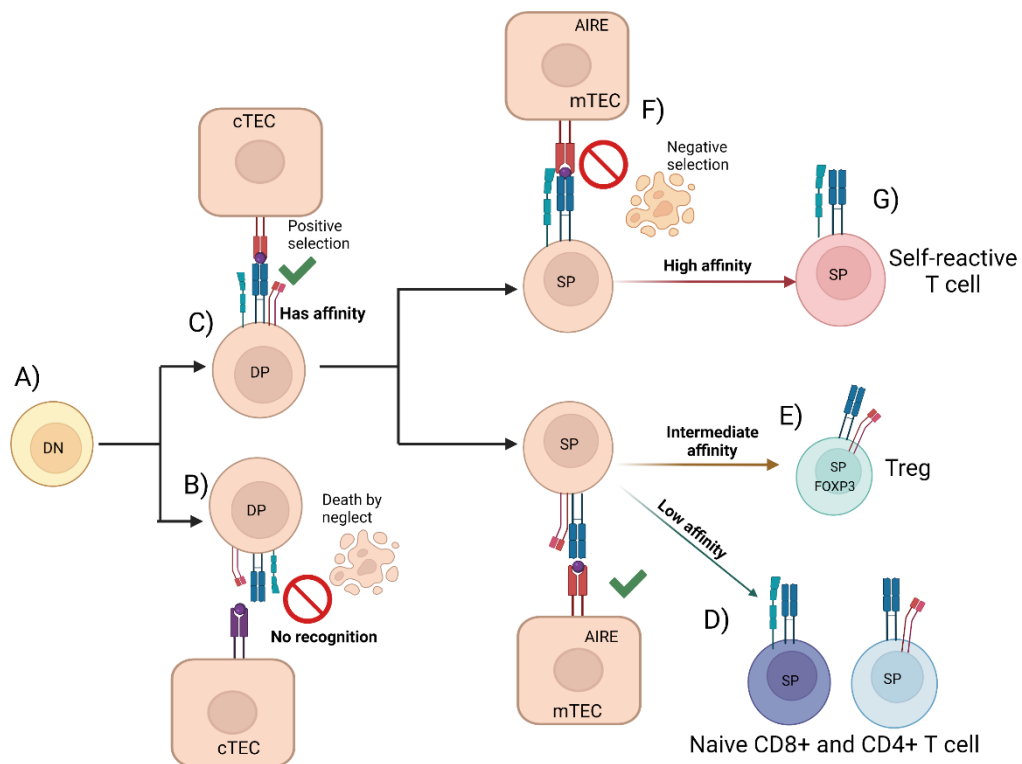 AIRE
mTEC
F)
cTEC
Negative
selection
G)
Positive
selection
SP
High affinity
SP
Self-reactive
T cell
C)
Has affinity
DP
A)
DN
SP
Intermediate
affinity
E)
SP
FOXP3
Treg
B)
DP
Death by
neglect
Low affinity
No recognition
D)
AIRE
mTEC
SP
SP
cTEC
Naive CD8+ and CD4+ T cell